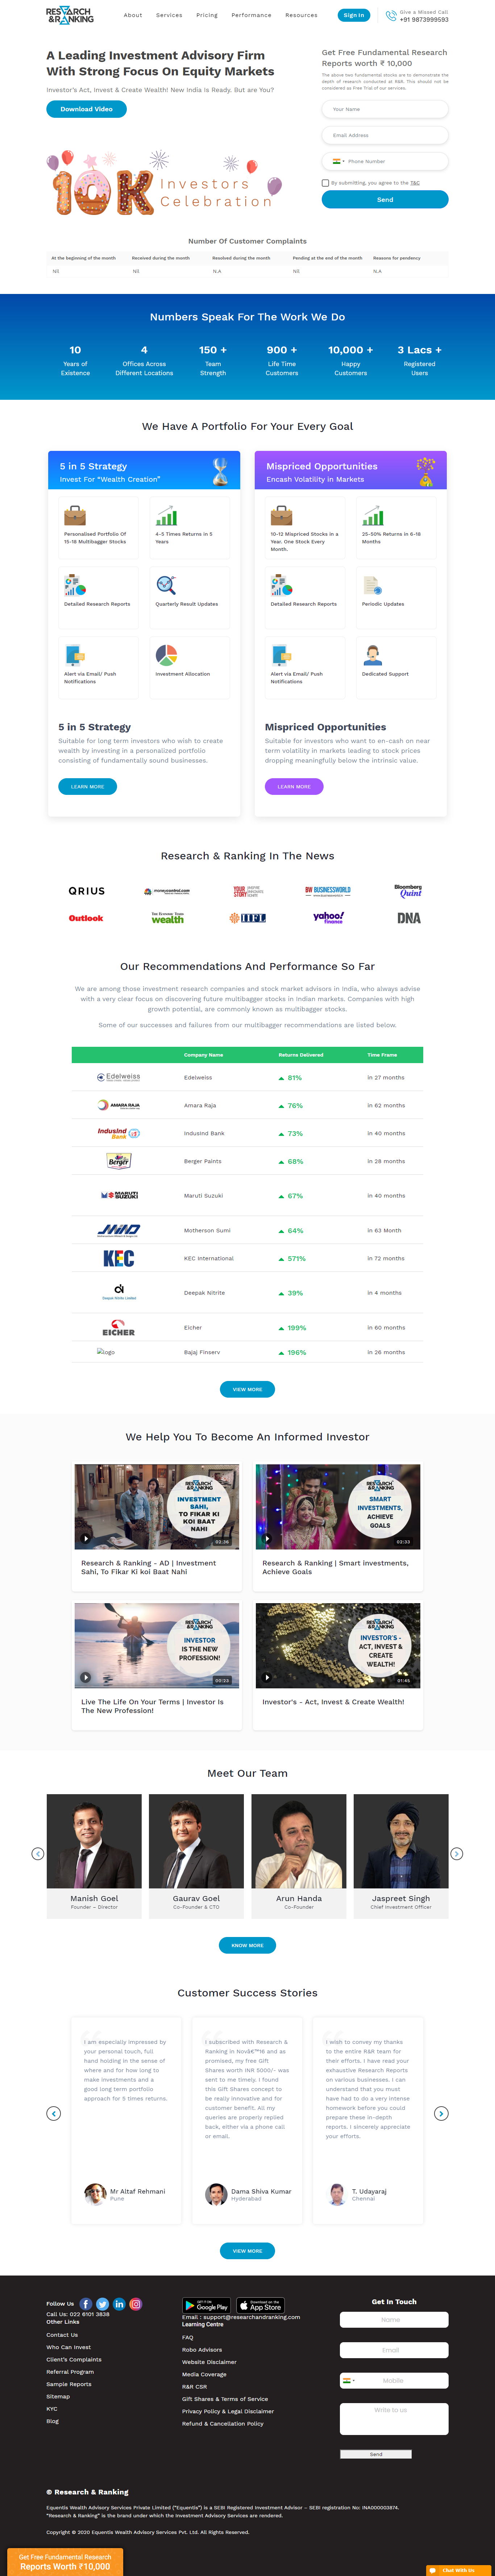 RESEARCH
&RANKING
About
Services
Pricing
Performance
Resources
Sign In
Give a Missed Call
+91 9873999593
A Leading Investment Advisory Firm
With Strong Focus On Equity Markets
Investor's Act, Invest & Create Wealth! New India Is Ready. But are You?
Download Video
10K Investors
Celebration
Get Free Fundamental Research
Reports worth ₹ 10,000
The above two fundamental stocks are to demonstrate the
depth of research conducted at R&R. This should not be
considered as Free Trial of our services.
Your Name
Email Address
Phone Number
By submitting, you agree to the T&C
Send
Number Of Customer Complaints
At the beginning of the month
Received during the month
Resolved during the month
Pending at the end of the month
Reasons for pendency
Nil
Nil
N.A
Nil
N.A
Numbers Speak For The Work We Do
10
Years of
Existence
4
Offices Across
Different Locations
150 +
Team
Strength
900 +
Life Time
Customers
10,000 +
Happy
Customers
3 Lacs +
Registered
Users
We Have A Portfolio For Your Every Goal
5 in 5 Strategy
Invest For "Wealth Creation"
Personalised Portfolio Of
15-18 Multibagger Stocks
4-5 Times Returns in 5
Years
Detailed Research Reports
Quarterly Result Updates
Alert via Email/ Push
Notifications
Investment Allocation
5 in 5 Strategy
Suitable for long term investors who wish to create
wealth by investing in a personalized portfolio
consisting of fundamentally sound businesses.
LEARN MORE
Mispriced Opportunities
Encash Volatility in Markets
10-12 Mispriced Stocks in a
Year. One Stock Every
Month.
25-50% Returns in 6-18
Months
Detailed Research Reports
Periodic Updates
Alert via Email/ Push
Notifications
Dedicated Support
Mispriced Opportunities
Suitable for investors who want to en-cash on near
term volatility in markets leading to stock prices
dropping meaningfully below the intrinsic value.
LEARN MORE
Research & Ranking In The News
QRIUS
moneycontrol.com
YOUR
STORY
BW BUSINESSWORLD
Bloomberg
Quint
Outlook
The Economic Times
wealth
IIFL
yahoo!
finance
DNA
Our Recommendations And Performance So Far
We are among those investment research companies and stock market advisors in India, who always advise
with a very clear focus on discovering future multibagger stocks in Indian markets. Companies with high
growth potential, are commonly known as multibagger stocks.
Some of our successes and failures from our multibagger recommendations are listed below.
Company Name
Returns Delivered
Time Frame
Edelweiss
Edelweiss
81%
in 27 months
AMARA RAJA
Amara Raja
76%
in 62 months
IndusInd Bank
IndusInd Bank
73%
in 40 months
Berger
Berger Paints
68%
in 28 months
MARUTI
SUZUKI
Maruti Suzuki
67%
in 40 months
Motherson Sumi
64%
in 63 Month
KEC
KEC International
571%
in 72 months
Deepak Nitrite Limited
Deepak Nitrite
39%
in 4 months
EICHER
Eicher
199%
in 60 months
logo
Bajaj Finserv
196%
in 26 months
VIEW MORE
We Help You To Become An Informed Investor
RESEARCH
&RANKING
INVESTMENT
SAHI,
TO FIKAR KI
KOI BAAT
NAHI
Research & Ranking - AD | Investment
Sahi, To Fikar Ki koi Baat Nahi
RESEARCH
&RANKING
SMART
INVESTMENTS,
ACHIEVE
GOALS
03:33
Research & Ranking | Smart investments,
Achieve Goals
RESEARCH
&RANKING
INVESTOR
IS THE NEW
PROFESSION!
00:33
Live The Life On Your Terms | Investor Is
The New Profession!
RESEARCH
&RANKING
INVESTOR'S -
ACT, INVEST &
CREATE
WEALTH!
01:45
Investor's - Act, Invest & Create Wealth!
Meet Our Team
Manish Goel
Founder – Director
Gaurav Goel
Co-Founder & CTO
Arun Handa
Co-Founder
Jaspreet Singh
Chief Investment Officer
KNOW MORE
Customer Success Stories
I am especially impressed by
your personal touch, full
hand holding in the sense of
where and for how long to
make investments and a
good long term portfolio
approach for 5 times returns.
Mr Altaf Rehmani
Pune
I subscribed with Research &
Ranking in Novâ€™16 and as
promised, my free Gift
Shares worth INR 5000/- was
sent to me timely. I found
this Gift Shares concept to
be really innovative and for
customer benefit. All my
queries are properly replied
back, either via a phone call
or email.
Dama Shiva Kumar
Hyderabad
I wish to convey my thanks
to the entire R&R team for
their efforts. I have read your
exhaustive Research Reports
on various businesses. I can
understand that you must
have had to do a very intense
homework before you could
prepare these in-depth
reports. I sincerely appreciate
your efforts.
T. Udayaraj
Chennai
VIEW MORE
Follow Us
Call Us: 022 6101 3838
Other Links
Contact Us
Who Can Invest
Client's Complaints
Referral Program
Sample Reports
Sitemap
KYC
Blog
GET IT ON
Google Play
Download on the
App Store
Email : support@researchandranking.com
Learning Centre
FAQ
Robo Advisors
Website Disclaimer
Media Coverage
R&R CSR
Gift Shares & Terms of Service
Privacy Policy & Legal Disclaimer
Refund & Cancellation Policy
Get In Touch
Name
Email
Mobile
Write to us
Send
© Research & Ranking
Equentis Wealth Advisory Services Private Limited ("Equentis") is a SEBI Registered Investment Advisor – SEBI registration No: INA000003874.
"Research & Ranking" is the brand under which the Investment Advisory Services are rendered.
Copyright © 2020 Equentis Wealth Advisory Services Pvt. Ltd. All Rights Reserved.
Get Free Fundamental Research
Reports Worth ₹10,000
Chat With Us